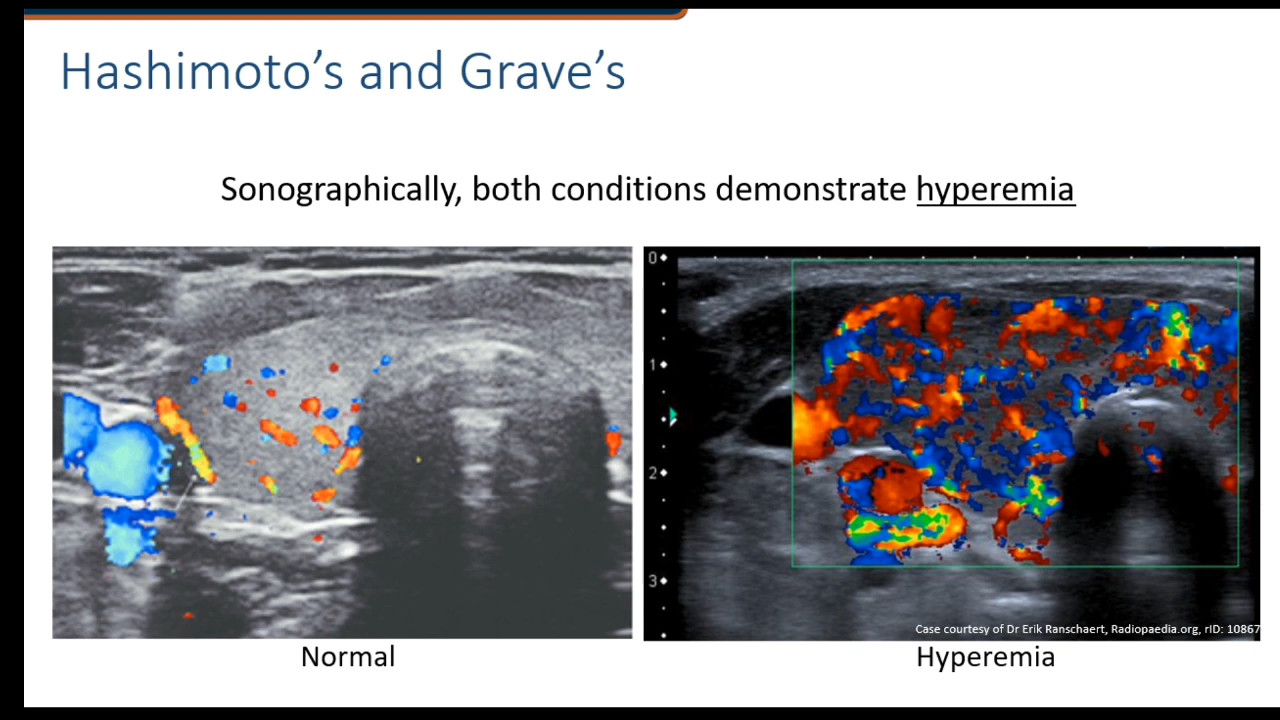 Hashimoto’s and Grave’s
Sonographically, both conditions demonstrate hyperemia
0
1
2
3
Case courtesy of Dr Erik Ranschaert, Radiopaedia.org, rID: 10867
Normal
Hyperemia